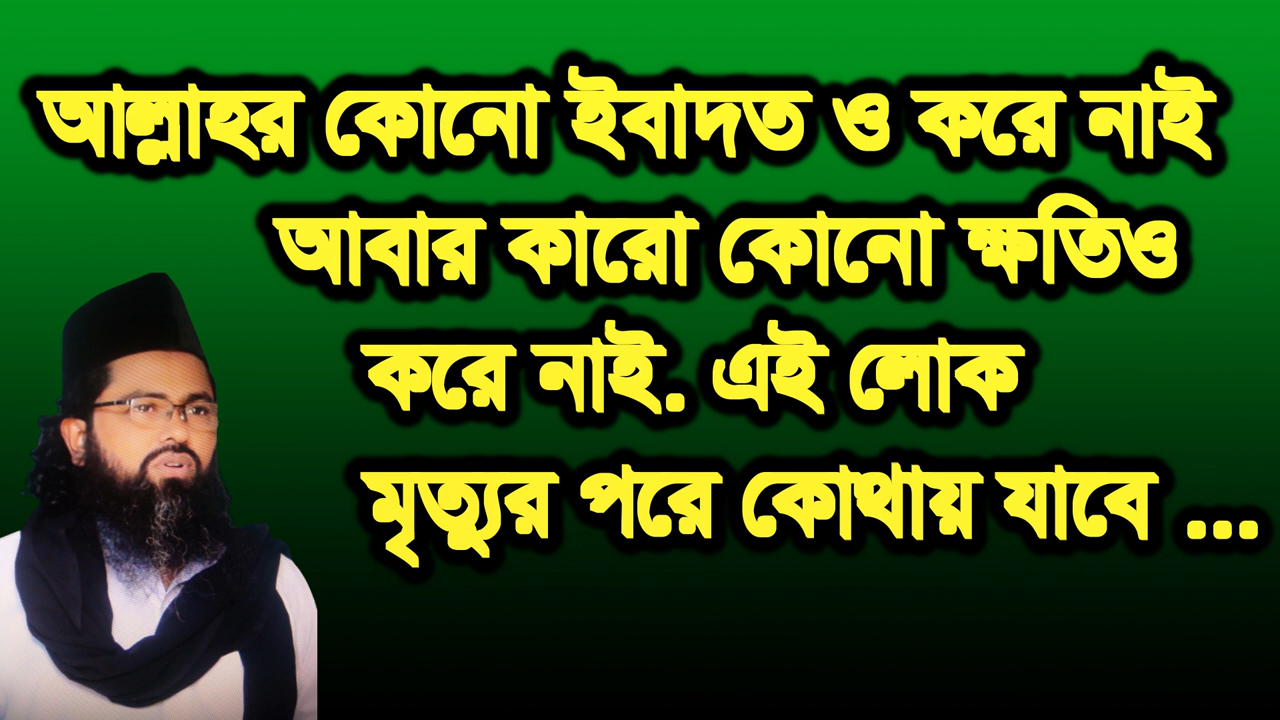 আল্লাহর কোনো ইবাদত ও করে নাই
আবার কারো কোনো ক্ষতিও
করে নাই. এই লোক
মৃত্যুর পরে কোথায় যাবে ...